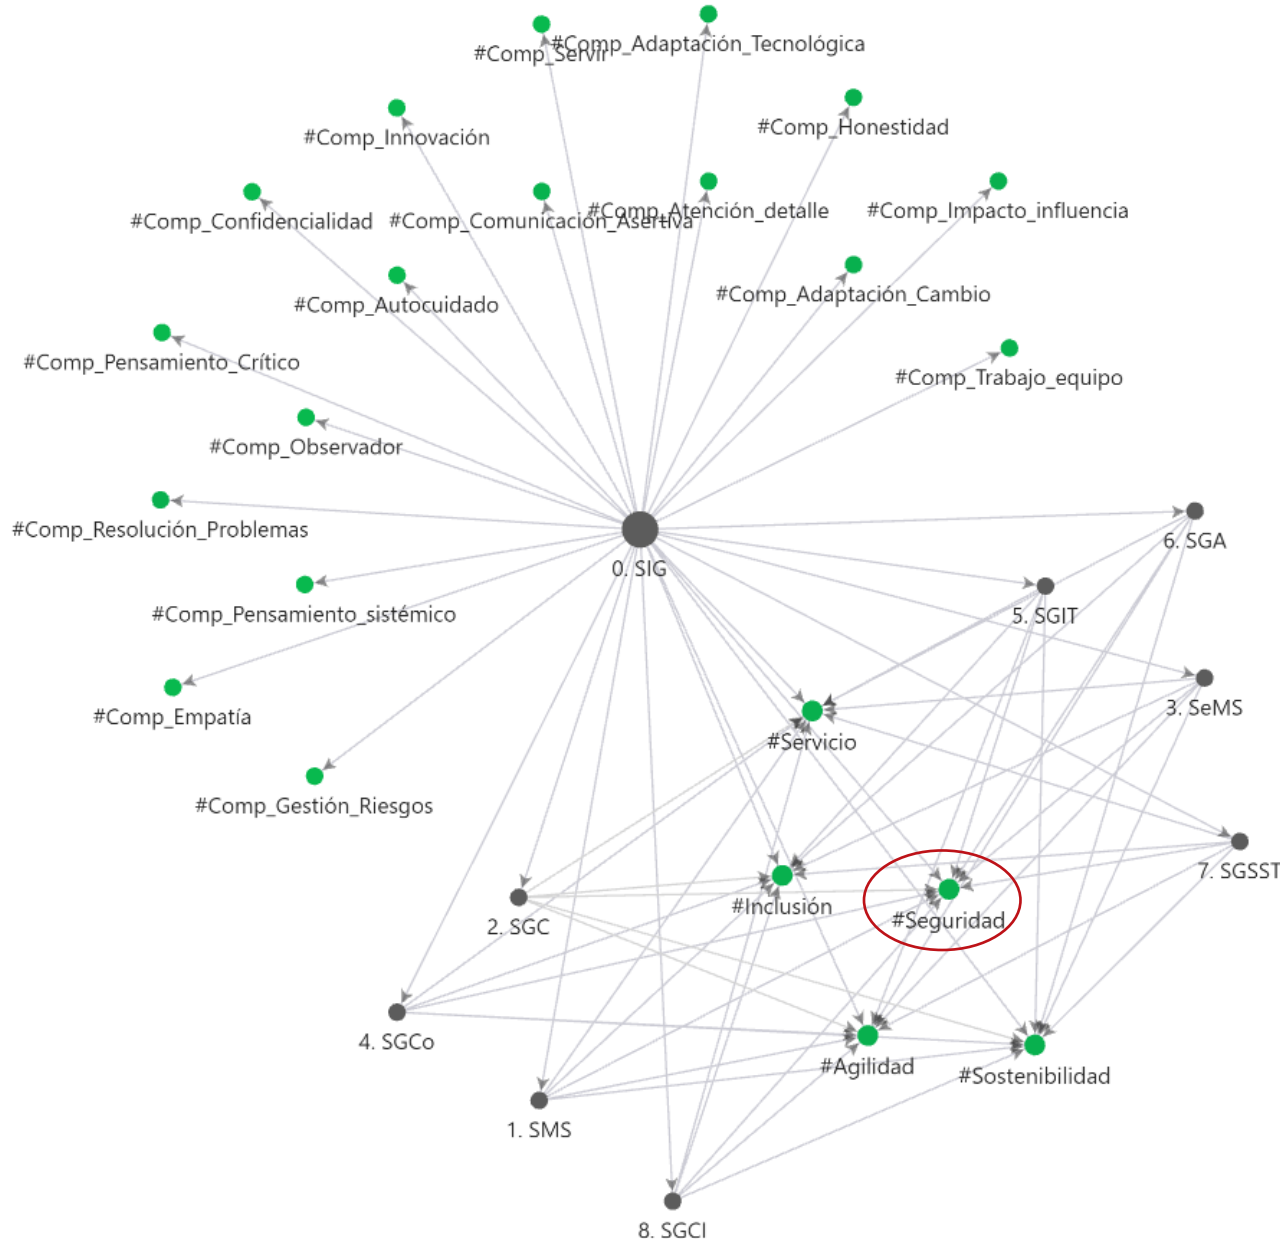 #Comp_Servir
#Comp_Adaptación_Tecnológica
#Comp_Innovación
#Comp_Honestidad
#Comp_Confidencialidad
#Comp_Comunicación_Asertiva
#Comp_Atención_detalle
#Comp_Impacto_influencia
#Comp_Autocuidado
#Comp_Adaptación_Cambio
#Comp_Pensamiento_Crítico
#Comp_Trabajo_equipo
#Comp_Observador
#Comp_Resolución_Problemas
0. SIG
6. SGA
#Comp_Pensamiento_sistémico
5. SGIT
#Comp_Empatía
3. SeMS
#Servicio
#Comp_Gestión_Riesgos
7. SGSST
#Inclusión
#Seguridad
2. SGC
4. SGCo
#Agilidad
#Sostenibilidad
1. SMS
8. SGCI